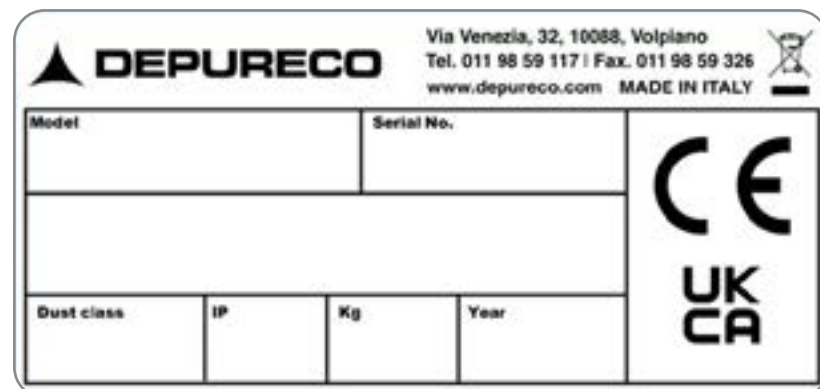 DEPURECO
Via Venezia, 32, 10088, Volpiano
Tel. 011 98 59 117 | Fax. 011 98 59 326
www.depureco.com MADE IN ITALY
Model Serial No.
CE
UK
CA
Dust class IP Kg Year